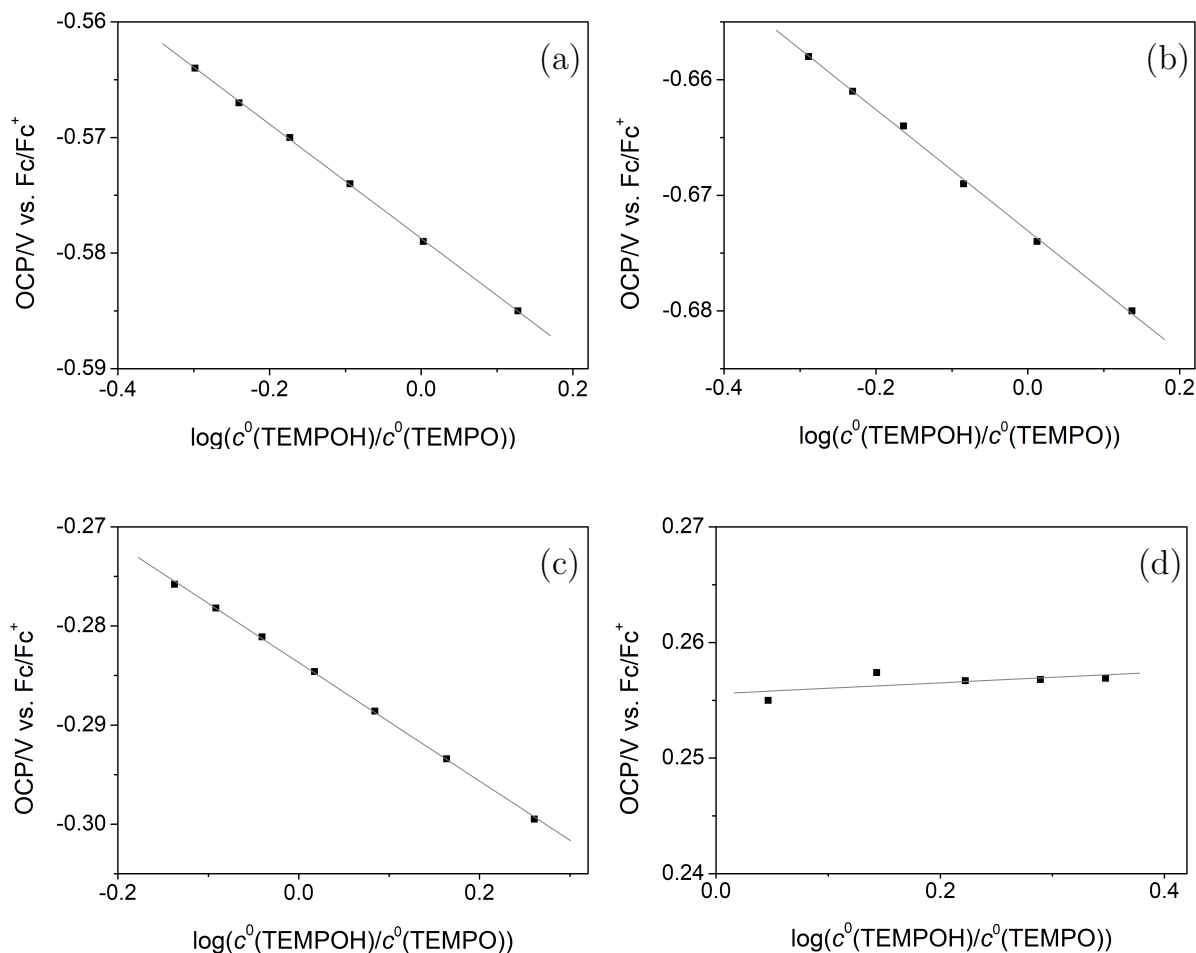 (a)
OCP/V vs. Fc/Fc⁺
-0.56
-0.57
-0.58
-0.59
-0.4
-0.2
0.0
0.2
log(c⁰(TEMPOH)/c⁰(TEMPO))
(b)
OCP/V vs. Fc/Fc⁺
-0.66
-0.67
-0.68
-0.4
-0.2
0.0
0.2
log(c⁰(TEMPOH)/c⁰(TEMPO))
(c)
OCP/V vs. Fc/Fc⁺
-0.27
-0.28
-0.29
-0.30
-0.2
0.0
0.2
log(c⁰(TEMPOH)/c⁰(TEMPO))
(d)
OCP/V vs. Fc/Fc⁺
0.27
0.26
0.25
0.24
0.0
0.2
0.4
log(c⁰(TEMPOH)/c⁰(TEMPO))